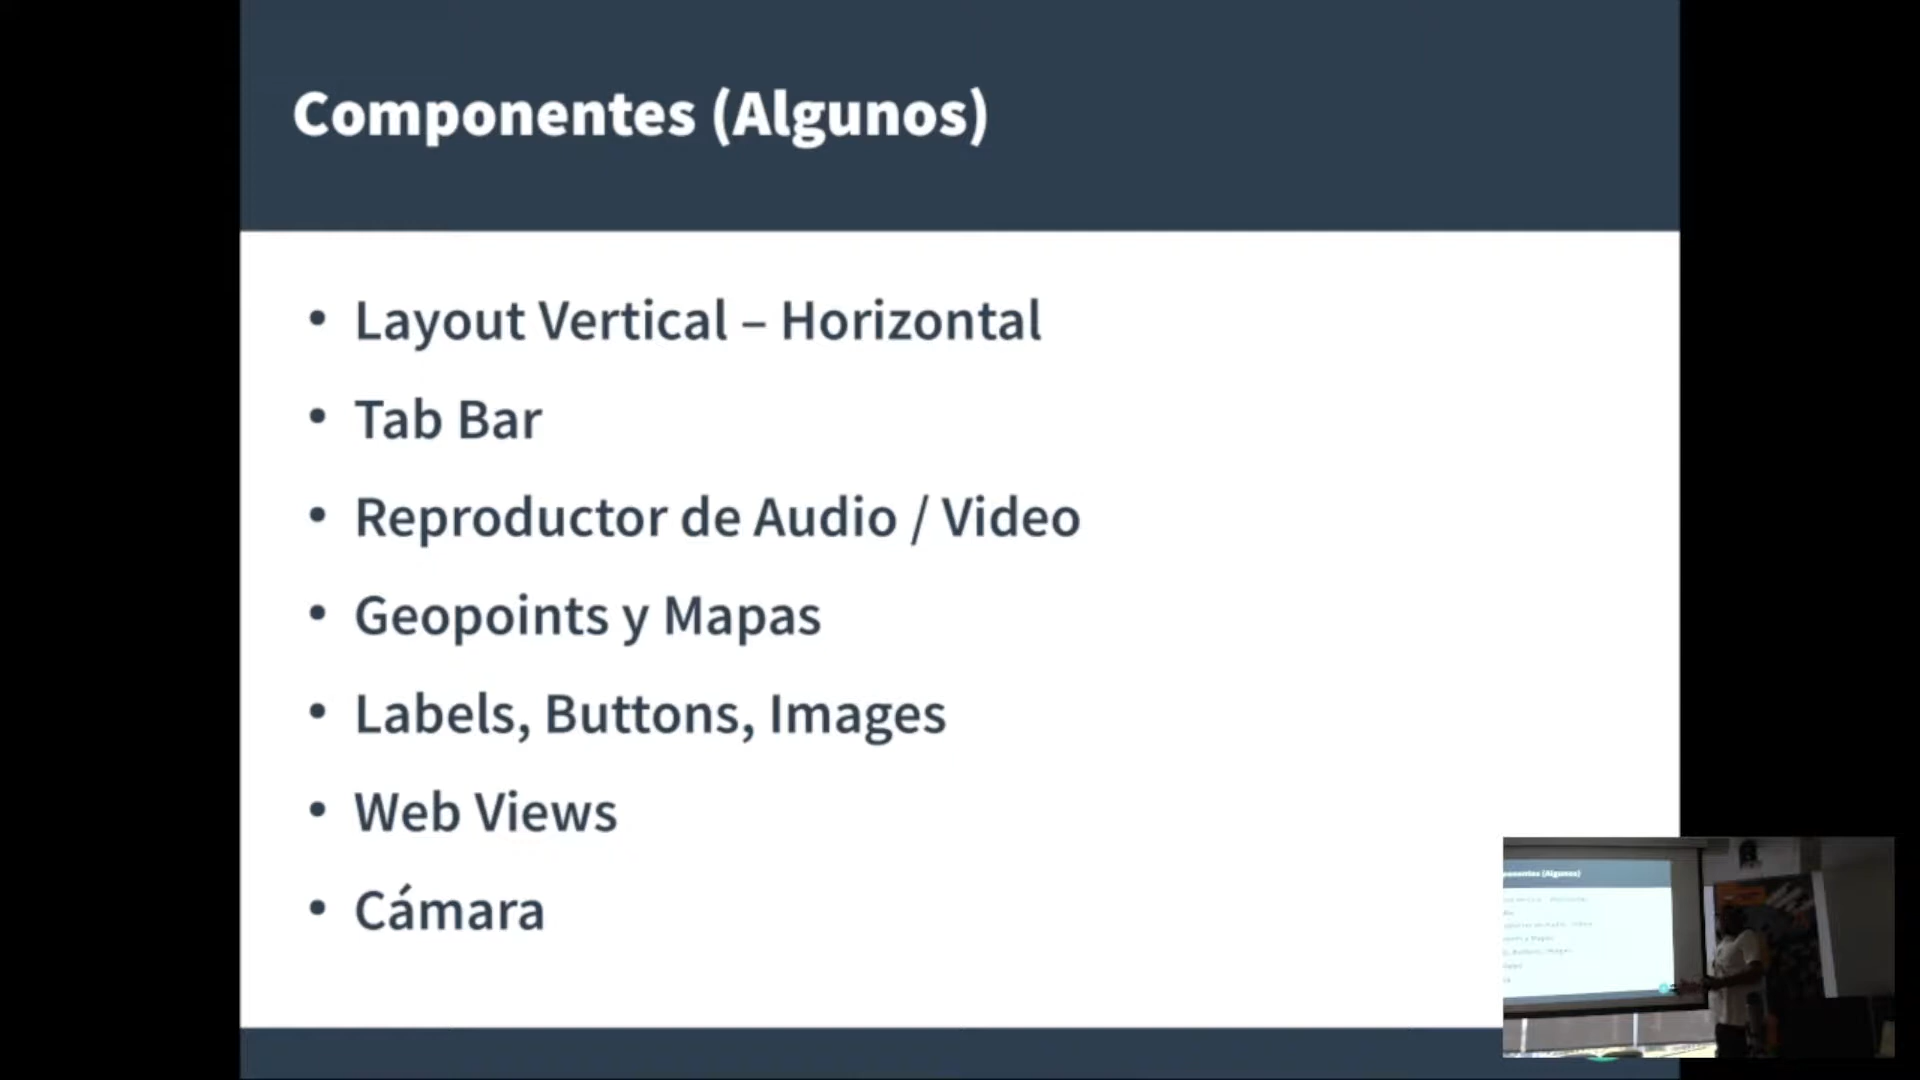 Componentes (Algunos)
• Layout Vertical – Horizontal
• Tab Bar
• Reproductor de Audio / Video
• Geopoints y Mapas
• Labels, Buttons, Images
• Web Views
• Cámara
(Algunos)